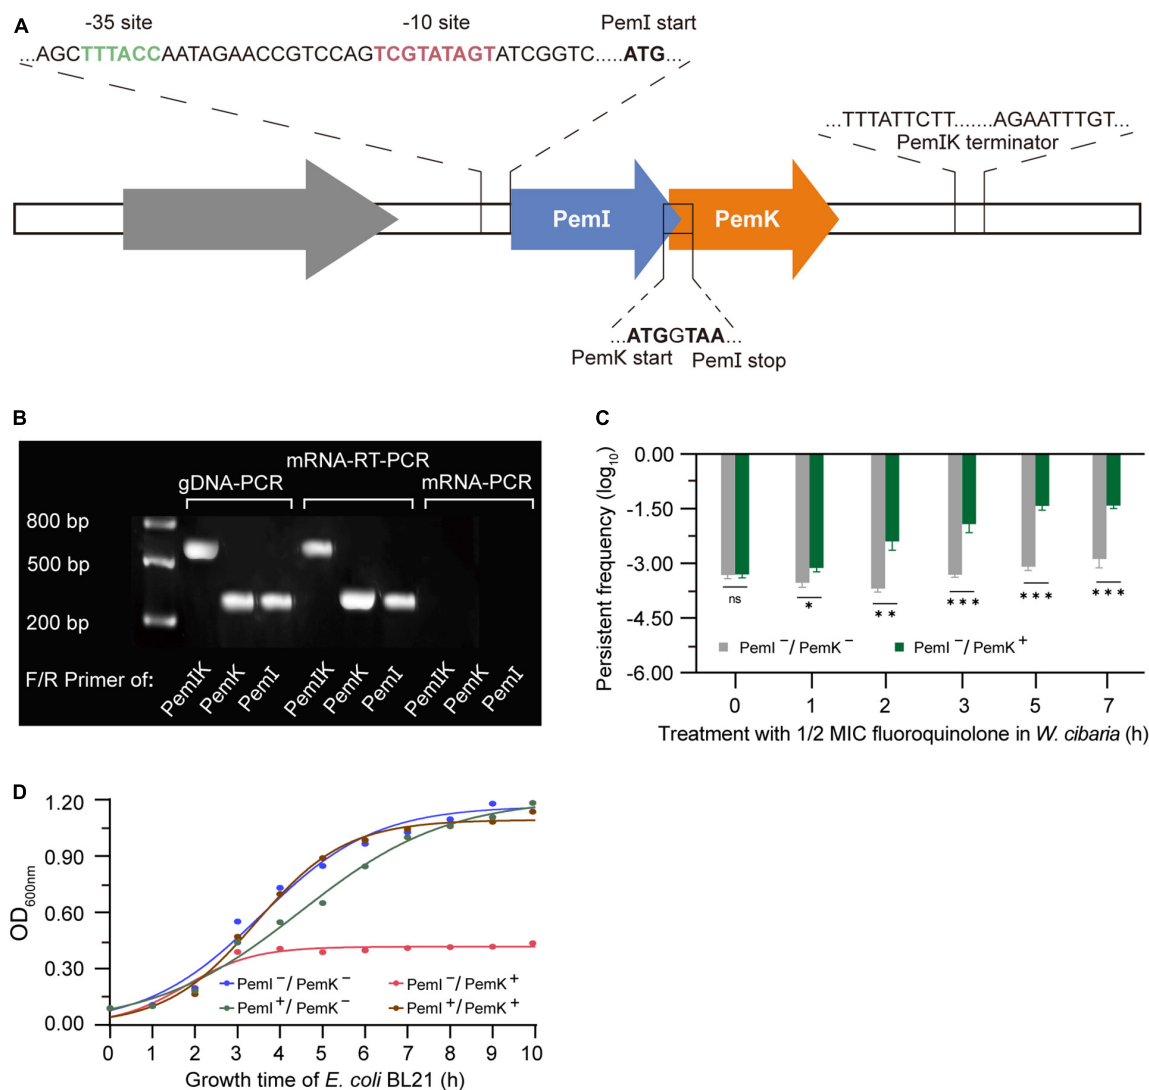 A
-35 site -10 site PemI start
...AGCTTTACCAATAGAACCGTCCAGTCGTATAGTATCGGTC.....ATG...
...TTTATTCTT.......AGAATTTGT...
PemIK terminator
PemI PemK
...ATGGTAA...
PemK start PemI stop
B
mRNA-RT-PCR
gDNA-PCR mRNA-PCR
800 bp
500 bp
200 bp
F/R Primer of: PemIK PemK PemI PemIK PemK PemI PemIK PemK PemI
C
Persistent frequency (log10)
0.00
-1.50
-3.00
-4.50
-6.00
ns * ** *** *** ***
PemI−/PemK− PemI−/PemK+
0 1 2 3 5 7
Treatment with 1/2 MIC fluoroquinolone in W. cibaria (h)
D
OD600nm
1.20
0.90
0.60
0.30
0.00
PemI−/PemK− PemI−/PemK+
PemI+/PemK− PemI+/PemK+
0 1 2 3 4 5 6 7 8 9 10
Growth time of E. coli BL21 (h)